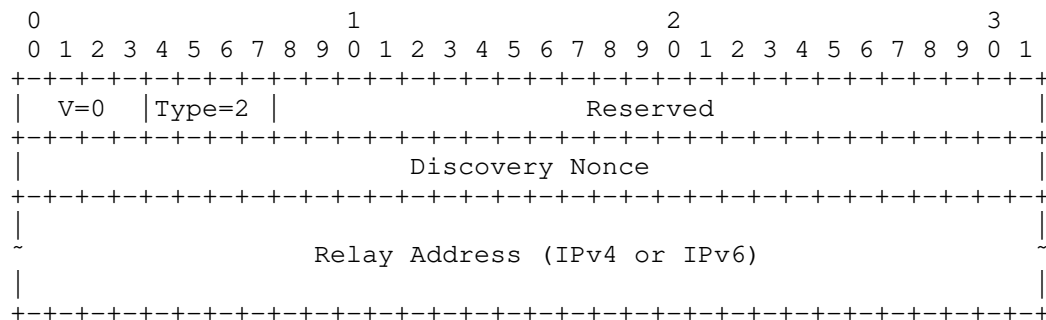 0                   1                   2                   3
 0 1 2 3 4 5 6 7 8 9 0 1 2 3 4 5 6 7 8 9 0 1 2 3 4 5 6 7 8 9 0 1
+-+-+-+-+-+-+-+-+-+-+-+-+-+-+-+-+-+-+-+-+-+-+-+-+-+-+-+-+-+-+-+-+
|  V=0  |Type=2 |                   Reserved                    |
+-+-+-+-+-+-+-+-+-+-+-+-+-+-+-+-+-+-+-+-+-+-+-+-+-+-+-+-+-+-+-+-+
|                        Discovery Nonce                        |
+-+-+-+-+-+-+-+-+-+-+-+-+-+-+-+-+-+-+-+-+-+-+-+-+-+-+-+-+-+-+-+-+
|                                                               |
~                  Relay Address (IPv4 or IPv6)                 ~
|                                                               |
+-+-+-+-+-+-+-+-+-+-+-+-+-+-+-+-+-+-+-+-+-+-+-+-+-+-+-+-+-+-+-+-+